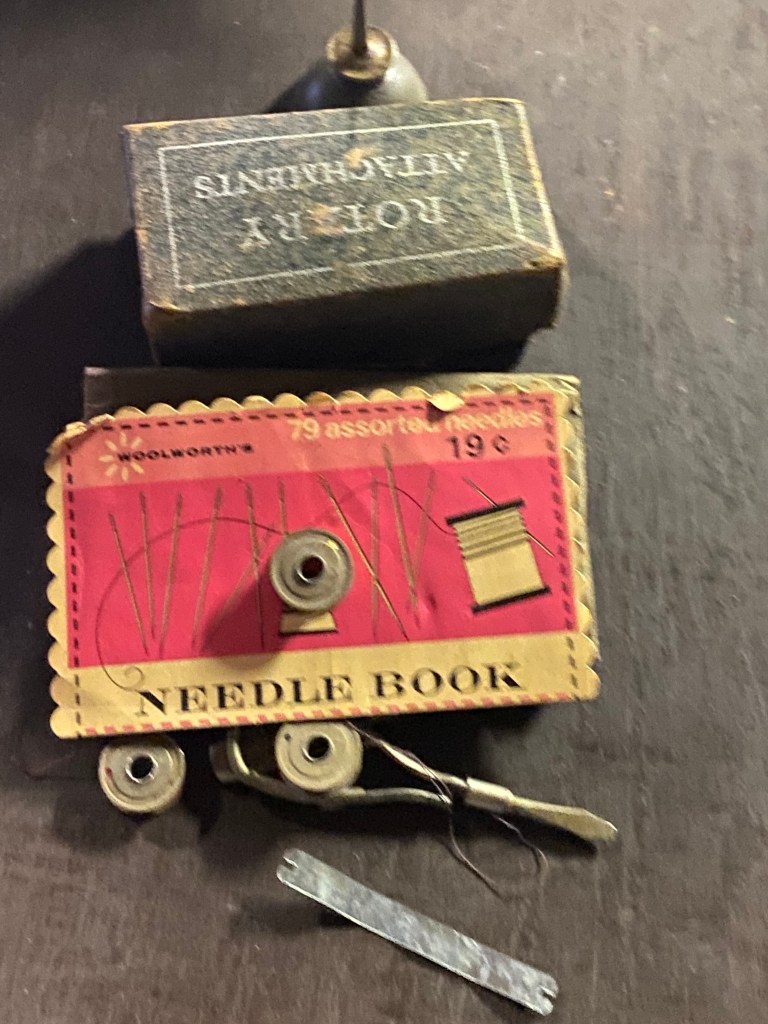 ROTARY
ATTACHMENTS
WOOLWORTH'S
79 assorted needles
19¢
NEEDLE BOOK